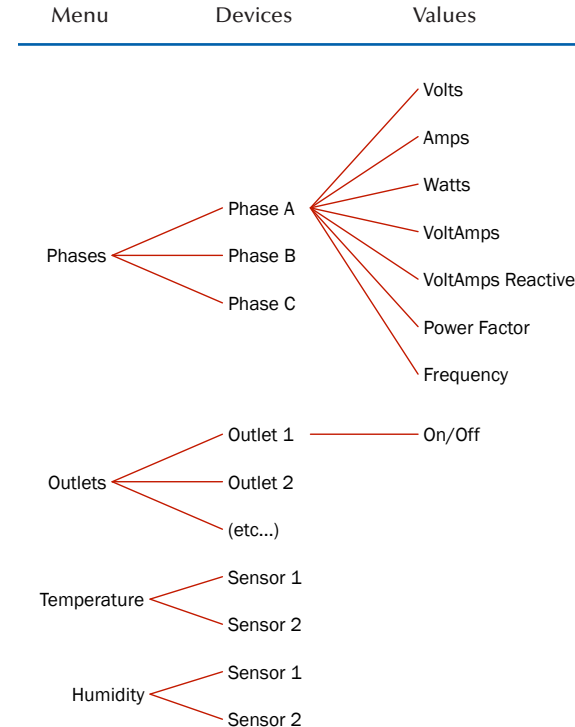 Menu Devices Values
Volts
Amps
Watts
Phase A
VoltAmps
Phases
Phase B
VoltAmps Reactive
Phase C
Power Factor
Frequency
Outlet 1
On/Off
Outlets
Outlet 2
(etc...)
Temperature
Sensor 1
Sensor 2
Humidity
Sensor 1
Sensor 2